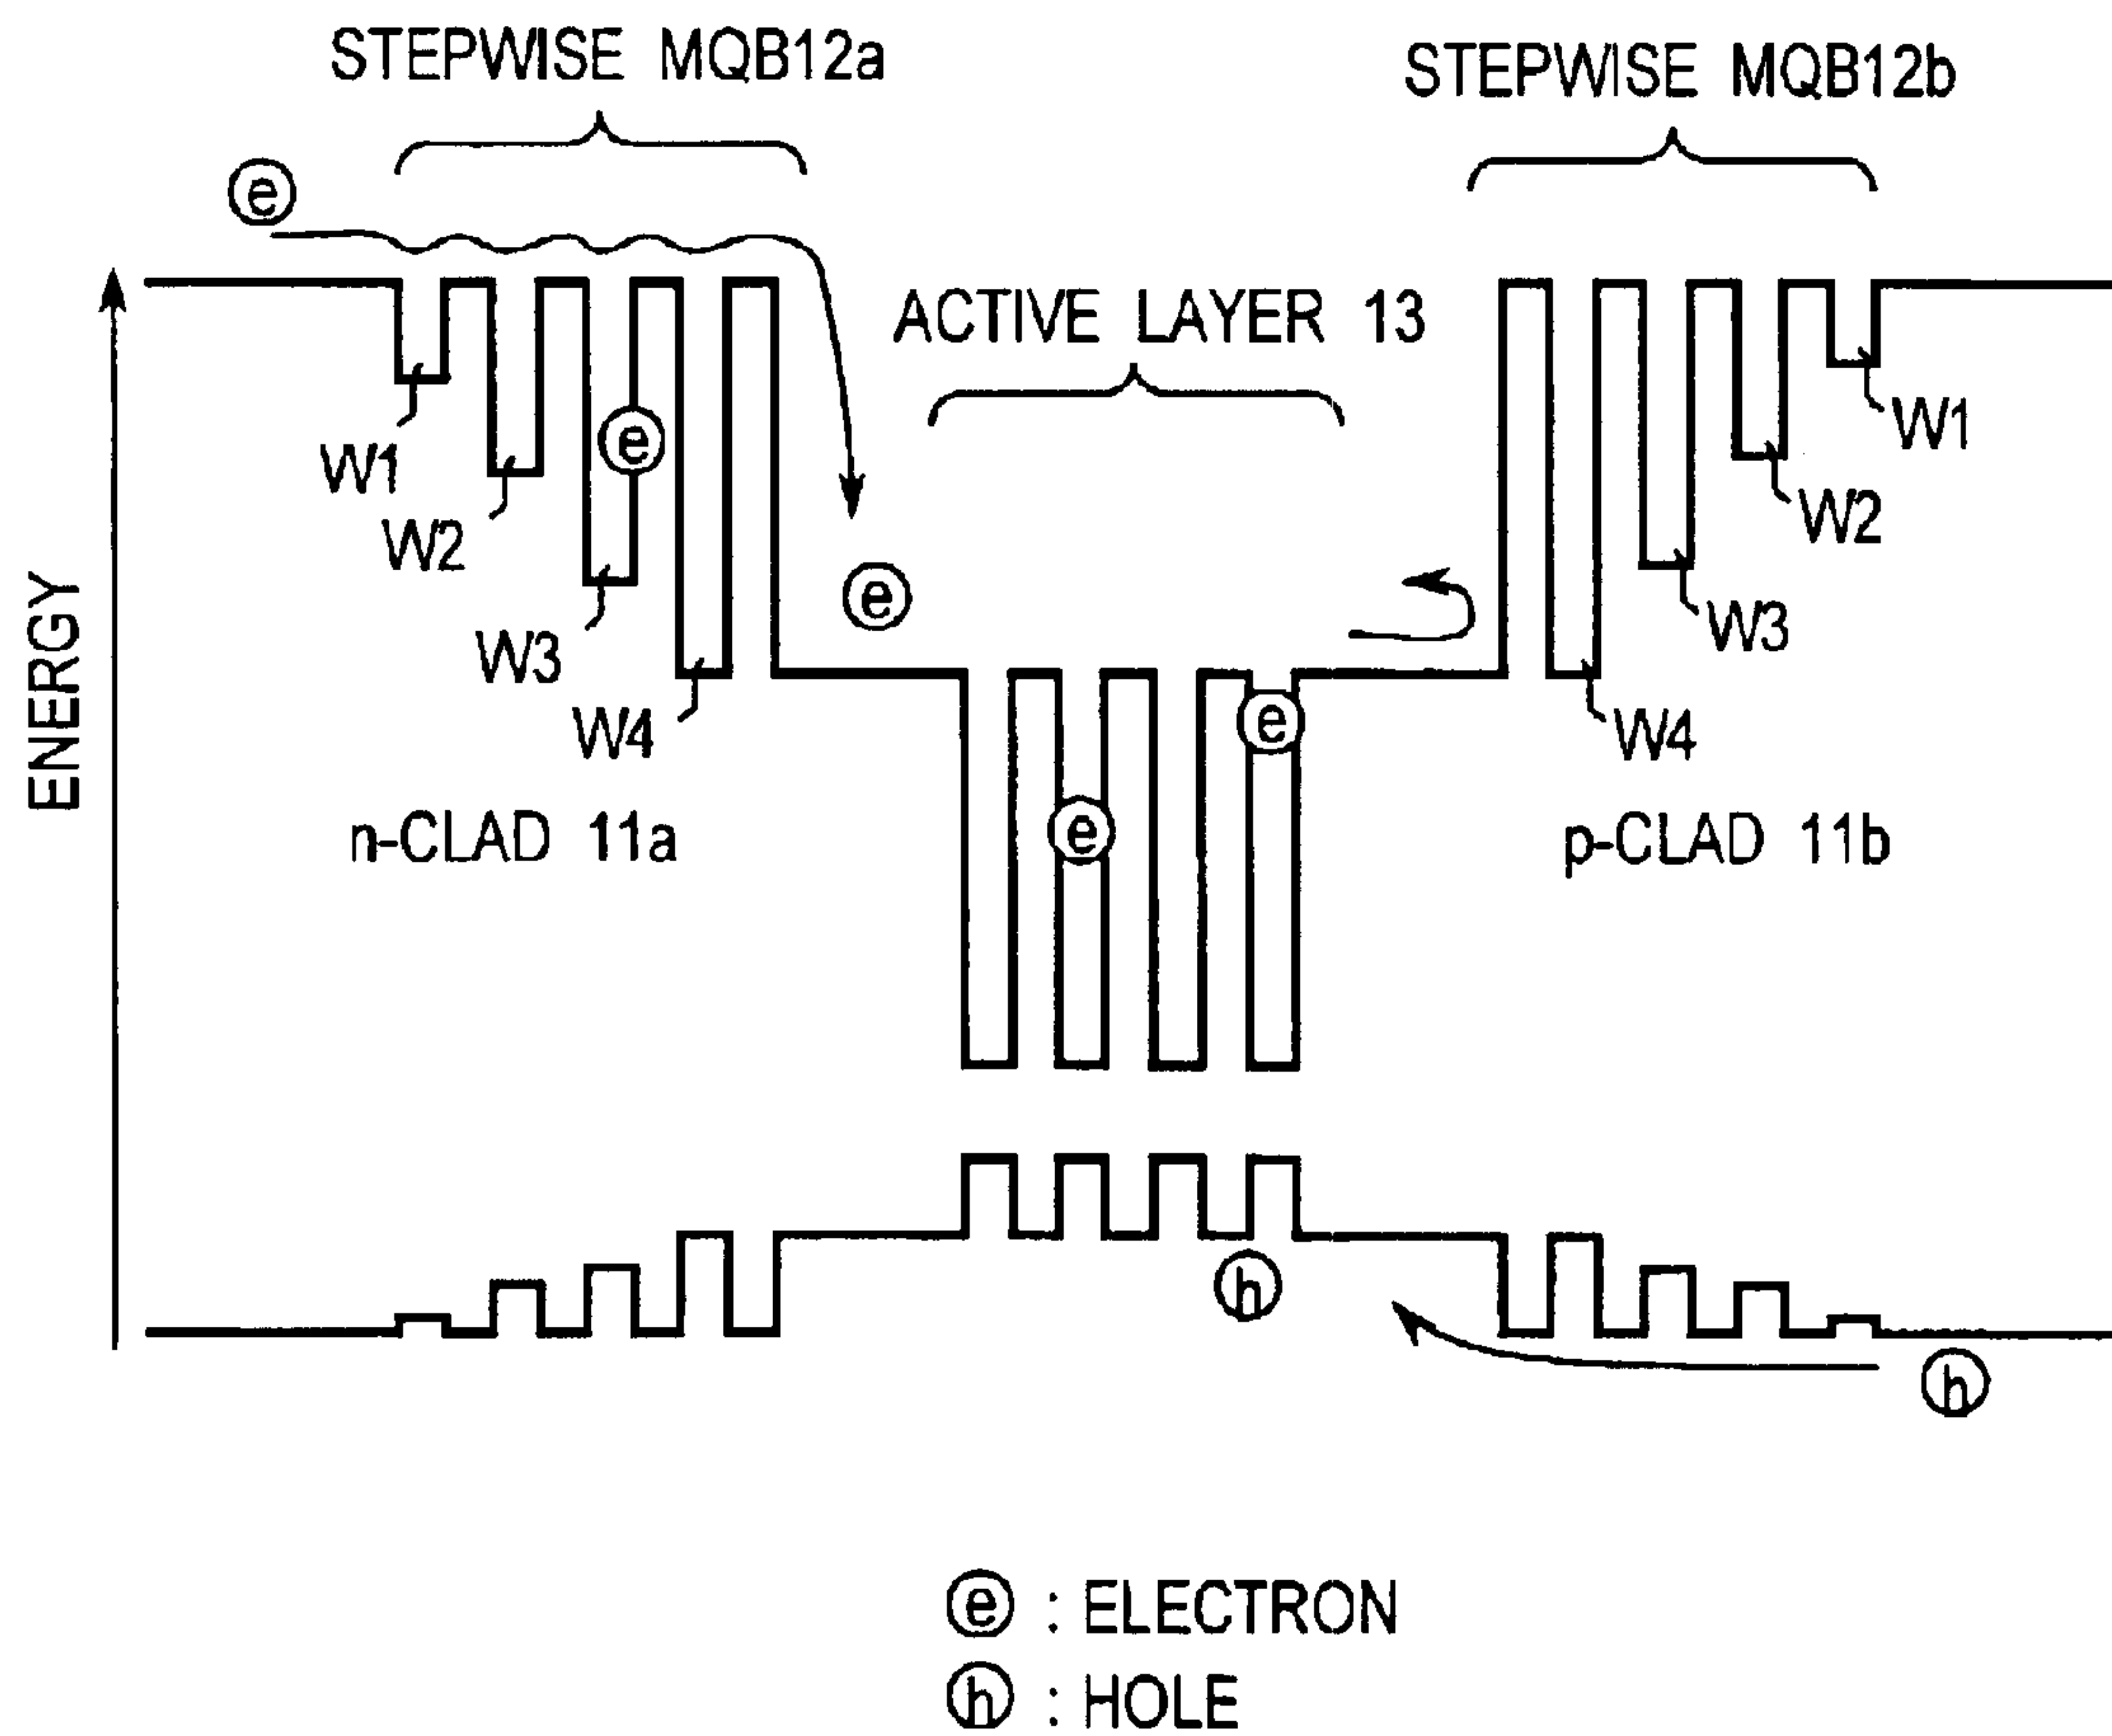 STEPWISE MQB12a
STEPWISE MQB12b
e
ACTIVE LAYER 13
W1
W2
W3
W4
e
e
W1
W2
W3
W4
e
e
ENERGY
n-CLAD 11a
p-CLAD 11b
h
h
e : ELECTRON
h : HOLE